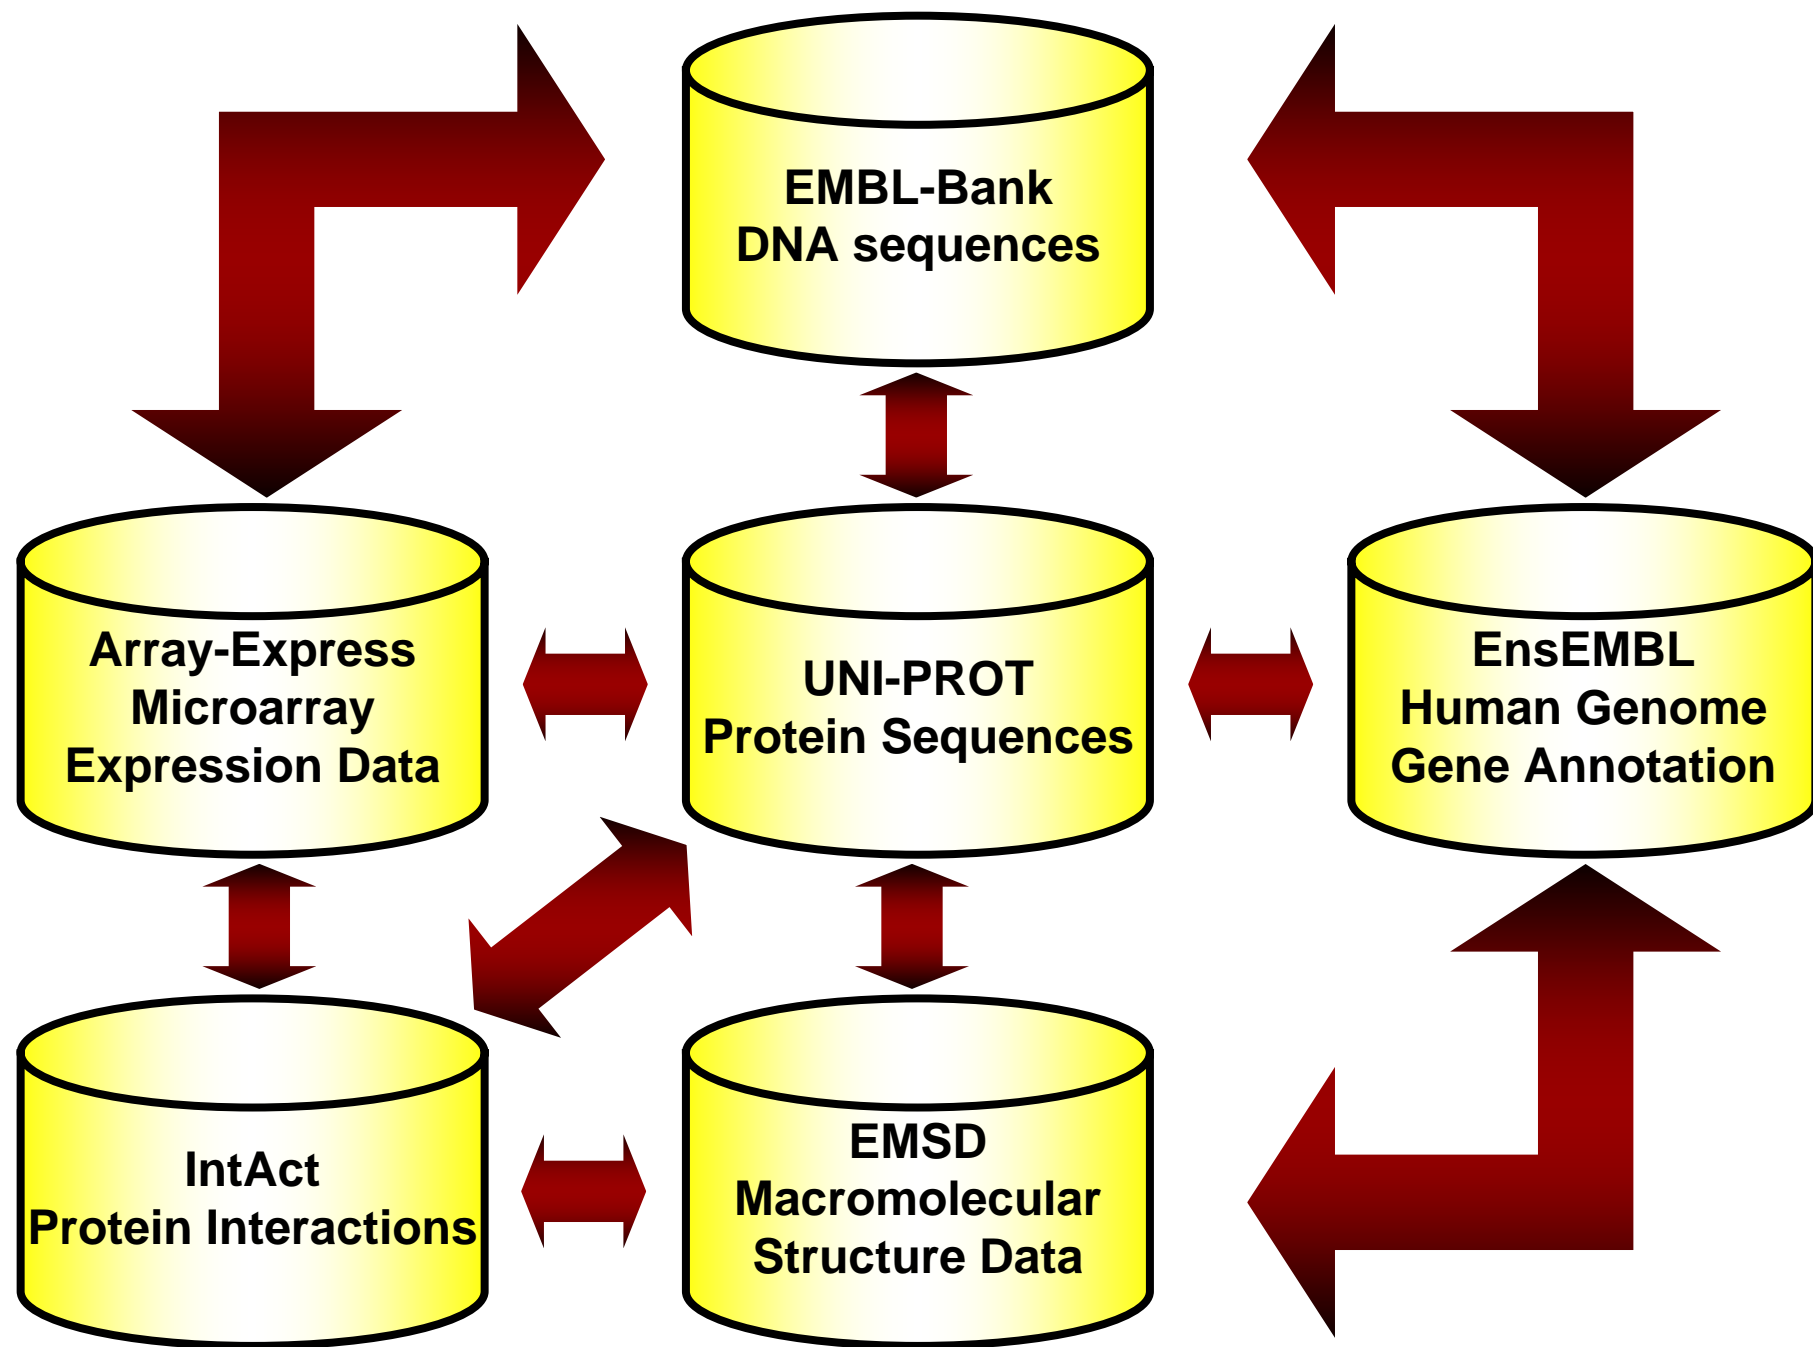 EMBL-Bank
DNA sequences
Array-Express
Microarray
Expression Data
UNI-PROT
Protein Sequences
EnsEMBL
Human Genome
Gene Annotation
IntAct
Protein Interactions
EMSD
Macromolecular
Structure Data